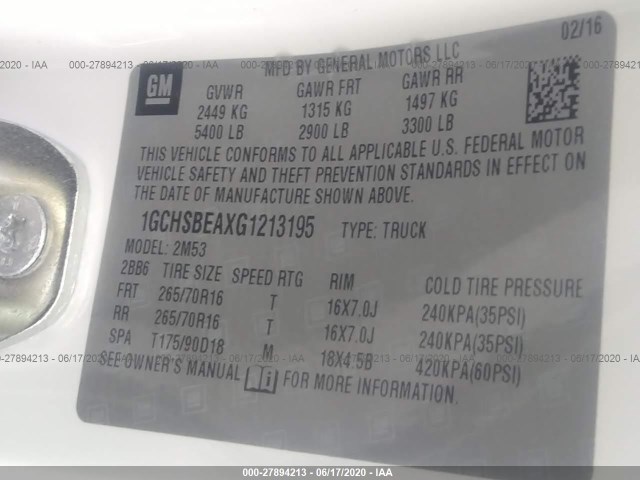 000-27894213 - 06/17/2020 - IAA
02/16
MFD BY GENERAL MOTORS LLC
GM
GVWR GAWR FRT GAWR RR
2449 KG 1315 KG 1497 KG
5400 LB 2900 LB 3300 LB
THIS VEHICLE CONFORMS TO ALL APPLICABLE U.S. FEDERAL MOTOR
VEHICLE SAFETY AND THEFT PREVENTION STANDARDS IN EFFECT ON
THE DATE OF MANUFACTURE SHOWN ABOVE.
1GCHSBEAXG1213195 TYPE: TRUCK
MODEL: 2M53
2BB6 TIRE SIZE SPEED RTG RIM COLD TIRE PRESSURE
FRT 265/70R16 T 16X7.0J 240KPA(35PSI)
RR 265/70R16 T 16X7.0J 240KPA(35PSI)
SPA T175/90D18 M 18X4.5B 420KPA(60PSI)
SEE OWNER'S MANUAL i FOR MORE INFORMATION.
000-27894213 - 06/17/2020 - IAA
000-27894213 - 06/17/2020 - IAA